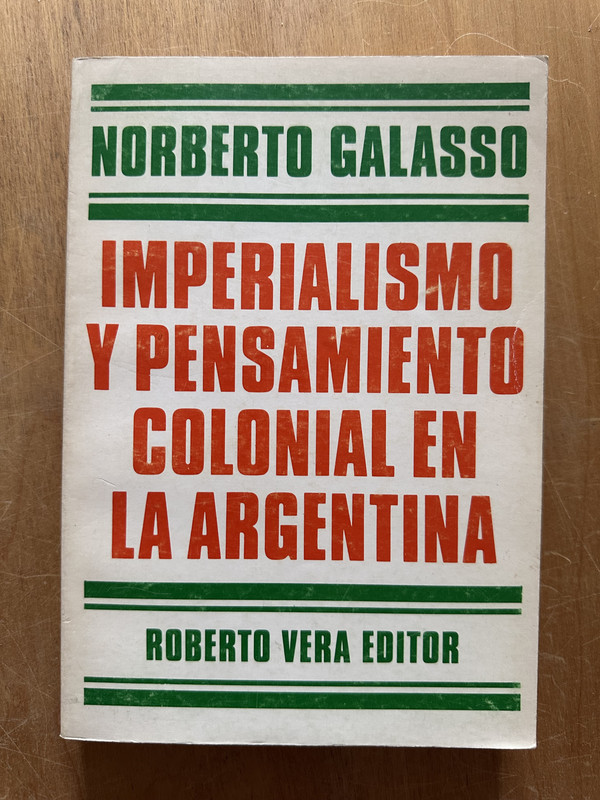 NORBERTO GALASSO
IMPERIALISMO
Y PENSAMIENTO
COLONIAL EN
LA ARGENTINA
ROBERTO VERA EDITOR